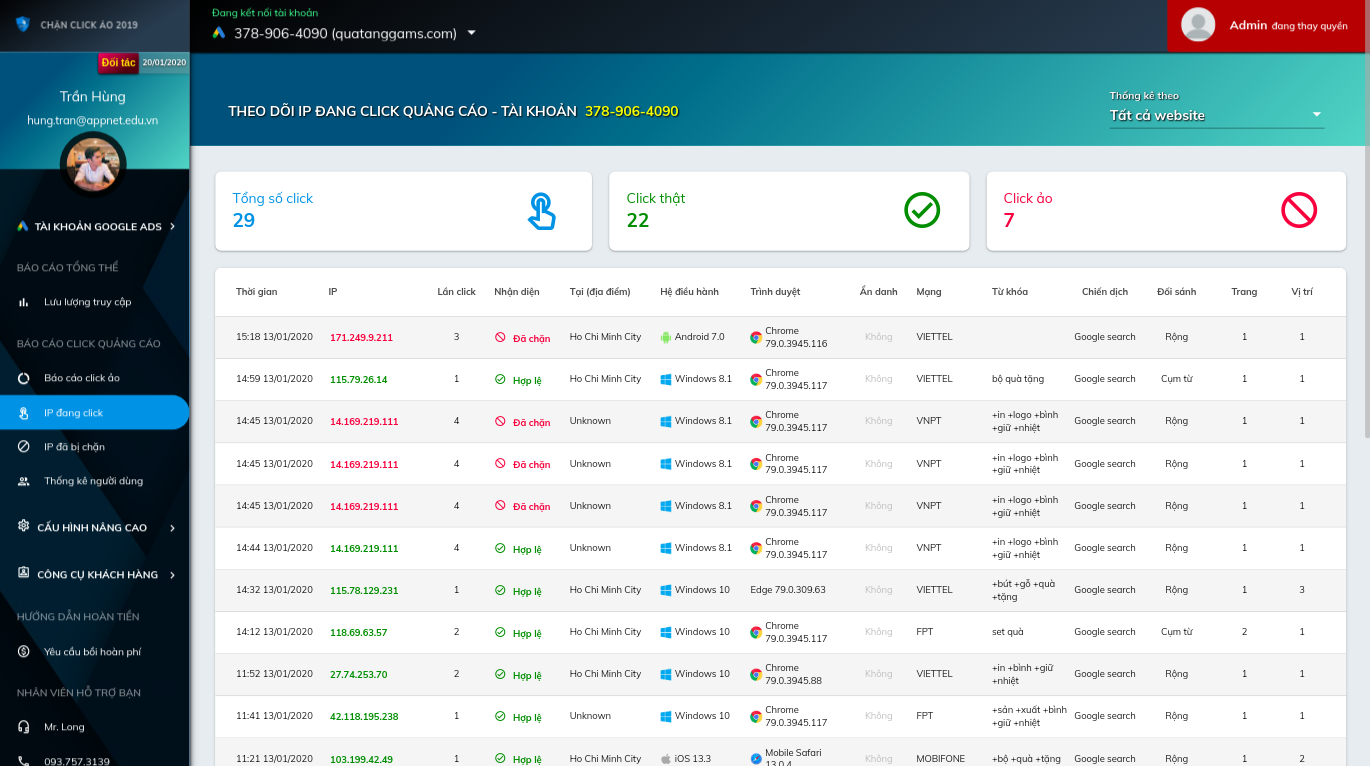 CHẶN CLICK ẢO 2019
Đang kết nối tài khoản
378-906-4090 (quatanggams.com)
Admin đang thay quyền
Đối tác 20/01/2020
Trần Hùng
hung.tran@appnet.edu.vn
TÀI KHOẢN GOOGLE ADS
BÁO CÁO TỔNG THỂ
Lưu lượng truy cập
BÁO CÁO CLICK QUẢNG CÁO
Báo cáo click ảo
IP đang click
IP đã bị chặn
Thống kê người dùng
CẤU HÌNH NÂNG CAO
CÔNG CỤ KHÁCH HÀNG
HƯỚNG DẪN HOÀN TIỀN
Yêu cầu bồi hoàn phí
NHÂN VIÊN HỖ TRỢ BẠN
Mr. Long
093.757.3139
THEO DÕI IP ĐANG CLICK QUẢNG CÁO - TÀI KHOẢN 378-906-4090
Thống kê theo
Tất cả website
Tổng số click
29
Click thật
22
Click ảo
7
Thời gian IP Lần click Nhận diện Tại (địa điểm) Hệ điều hành Trình duyệt Ẩn danh Mạng Từ khóa Chiến dịch Đối sánh Trang Vị trí
15:18 13/01/2020 171.249.9.211 3 Đã chặn Ho Chi Minh City Android 7.0 Chrome 79.0.3945.116 Không VIETTEL Google search Rộng 1 1
14:59 13/01/2020 115.79.26.14 1 Hợp lệ Ho Chi Minh City Windows 8.1 Chrome 79.0.3945.117 Không VIETTEL bộ quà tặng Google search Cụm từ 1 1
14:45 13/01/2020 14.169.219.111 4 Đã chặn Unknown Windows 8.1 Chrome 79.0.3945.117 Không VNPT +in +logo +bình +giữ +nhiệt Google search Rộng 1 1
14:45 13/01/2020 14.169.219.111 4 Đã chặn Unknown Windows 8.1 Chrome 79.0.3945.117 Không VNPT +in +logo +bình +giữ +nhiệt Google search Rộng 1 1
14:45 13/01/2020 14.169.219.111 4 Đã chặn Unknown Windows 8.1 Chrome 79.0.3945.117 Không VNPT +in +logo +bình +giữ +nhiệt Google search Rộng 1 1
14:44 13/01/2020 14.169.219.111 4 Hợp lệ Unknown Windows 8.1 Chrome 79.0.3945.117 Không VNPT +in +logo +bình +giữ +nhiệt Google search Rộng 1 1
14:32 13/01/2020 115.78.129.231 1 Hợp lệ Ho Chi Minh City Windows 10 Edge 79.0.309.63 Không VIETTEL +bút +gỗ +quà +tặng Google search Rộng 1 3
14:12 13/01/2020 118.69.63.57 2 Hợp lệ Ho Chi Minh City Windows 10 Chrome 79.0.3945.117 Không FPT set quà Google search Cụm từ 2 1
11:52 13/01/2020 27.74.253.70 2 Hợp lệ Ho Chi Minh City Windows 10 Chrome 79.0.3945.88 Không VIETTEL +in +bình +giữ +nhiệt Google search Rộng 1 1
11:41 13/01/2020 42.118.195.238 1 Hợp lệ Unknown Windows 10 Chrome 79.0.3945.117 Không FPT +sản +xuất +bình +giữ +nhiệt Google search Rộng 1 1
11:21 13/01/2020 103.199.42.49 1 Hợp lệ Ho Chi Minh City iOS 13.3 Mobile Safari 13.0.4 Không MOBIFONE +bộ +quà +tặng Google search Rộng 1 2